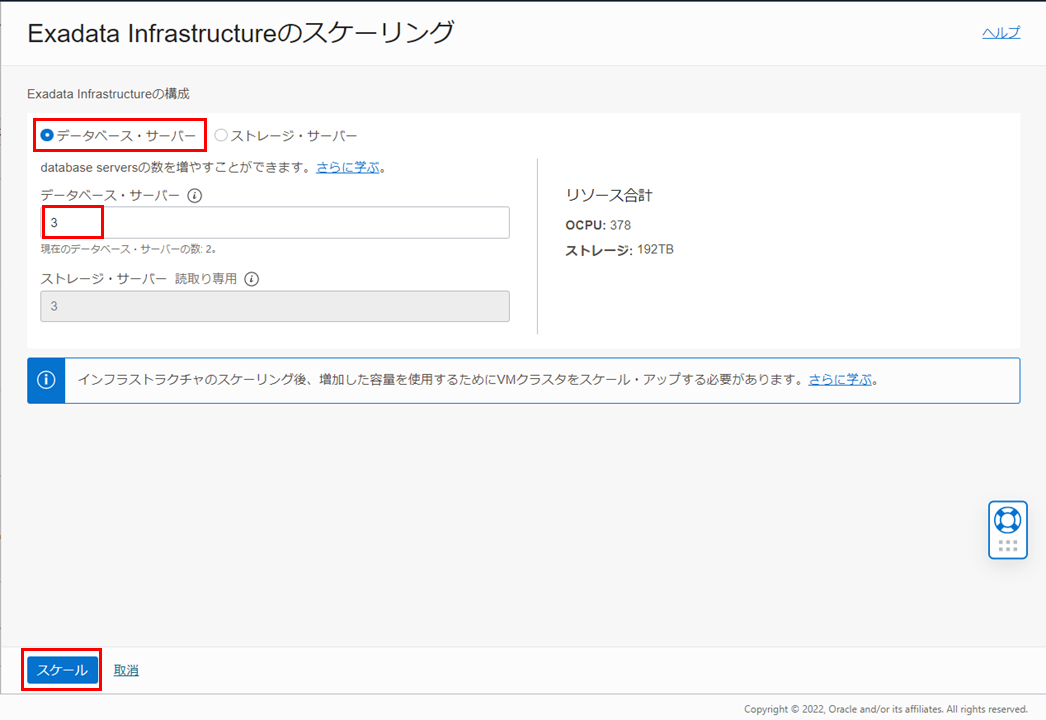 Exadata Infrastructureのスケーリング
ヘルプ
Exadata Infrastructureの構成
データベース・サーバー ストレージ・サーバー
database serversの数を増やすことができます。さらに学ぶ。
データベース・サーバー
3
現在のデータベース・サーバーの数: 2。
ストレージ・サーバー 読取り専用
3
リソース合計
OCPU: 378
ストレージ: 192TB
インフラストラクチャのスケーリング後、増加した容量を使用するためにVMクラスタをスケール・アップする必要があります。さらに学ぶ。
スケール 取消
Copyright © 2022, Oracle and/or its affiliates. All rights reserved.